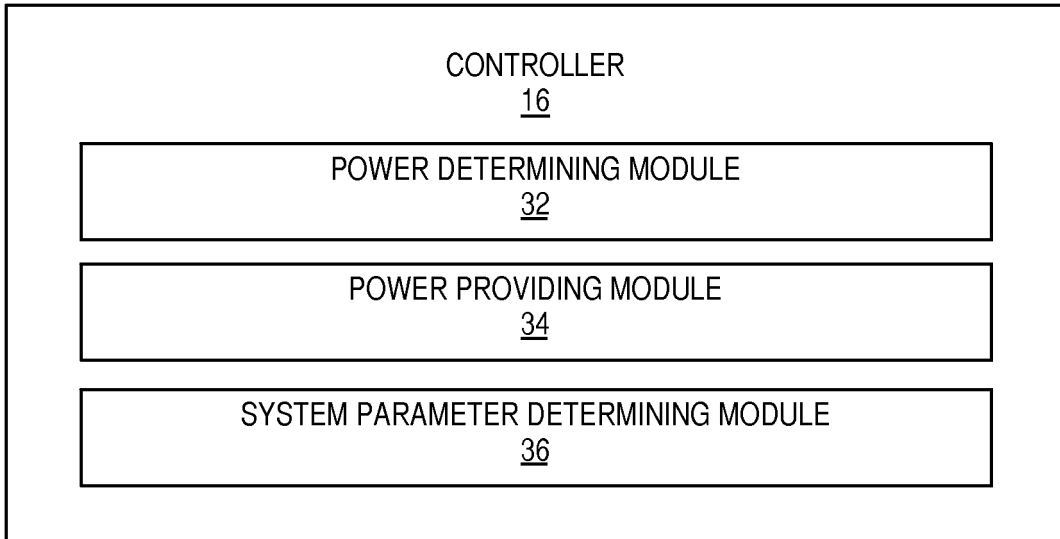 CONTROLLER
16
POWER DETERMINING MODULE
32
POWER PROVIDING MODULE
34
SYSTEM PARAMETER DETERMINING MODULE
36